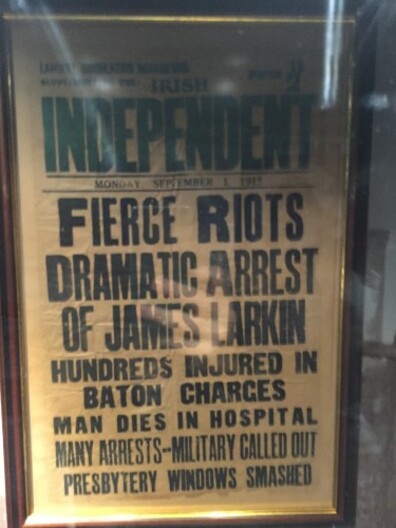 IRISH
INDEPENDENT
MONDAY SEPTEMBER 1
FIERCE RIOTS
DRAMATIC ARREST
OF JAMES LARKIN
HUNDREDS INJURED IN
BATON CHARGES
MAN DIES IN HOSPITAL
MANY ARRESTS--MILITARY CALLED OUT
PRESBYTERY WINDOWS SMASHED